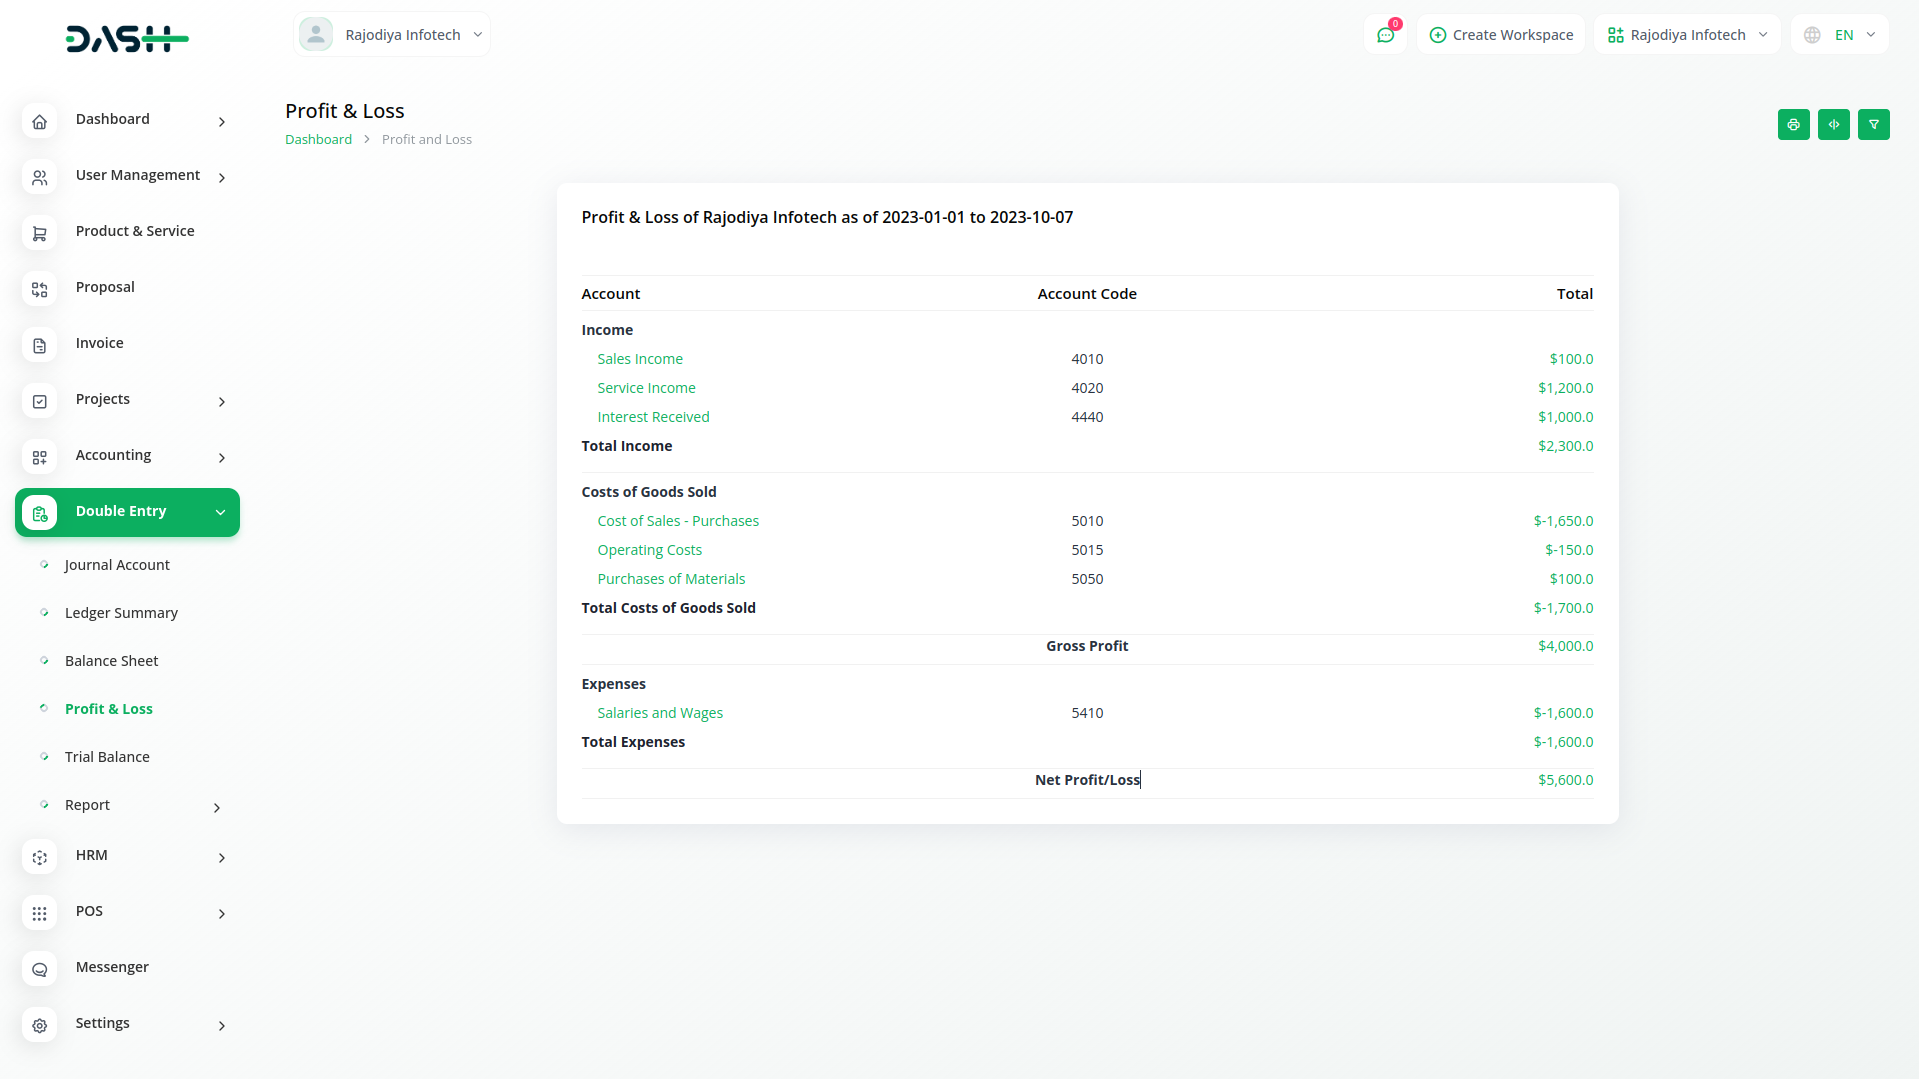 DASH
Rajodiya Infotech
0
Create Workspace
Rajodiya Infotech
EN
Dashboard
User Management
Product & Service
Proposal
Invoice
Projects
Accounting
Double Entry
Journal Account
Ledger Summary
Balance Sheet
Profit & Loss
Trial Balance
Report
HRM
POS
Messenger
Settings
Profit & Loss
Dashboard > Profit and Loss
Profit & Loss of Rajodiya Infotech as of 2023-01-01 to 2023-10-07
Account Account Code Total
Income
Sales Income 4010 $100.0
Service Income 4020 $1,200.0
Interest Received 4440 $1,000.0
Total Income $2,300.0
Costs of Goods Sold
Cost of Sales - Purchases 5010 $-1,650.0
Operating Costs 5015 $-150.0
Purchases of Materials 5050 $100.0
Total Costs of Goods Sold $-1,700.0
Gross Profit $4,000.0
Expenses
Salaries and Wages 5410 $-1,600.0
Total Expenses $-1,600.0
Net Profit/Loss $5,600.0